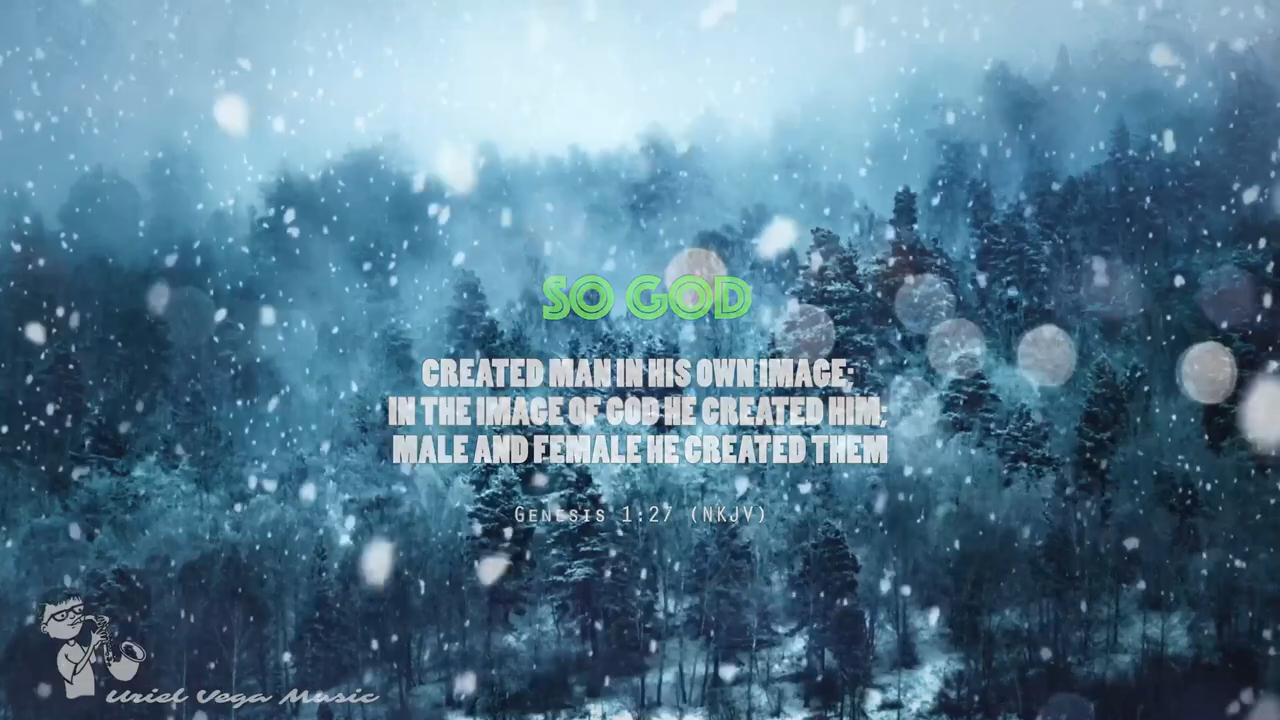 SO GOD
CREATED MAN IN HIS OWN IMAGE;
IN THE IMAGE OF GOD HE CREATED HIM;
MALE AND FEMALE HE CREATED THEM
Genesis 1:27 (NKJV)
Uriel Vega Music